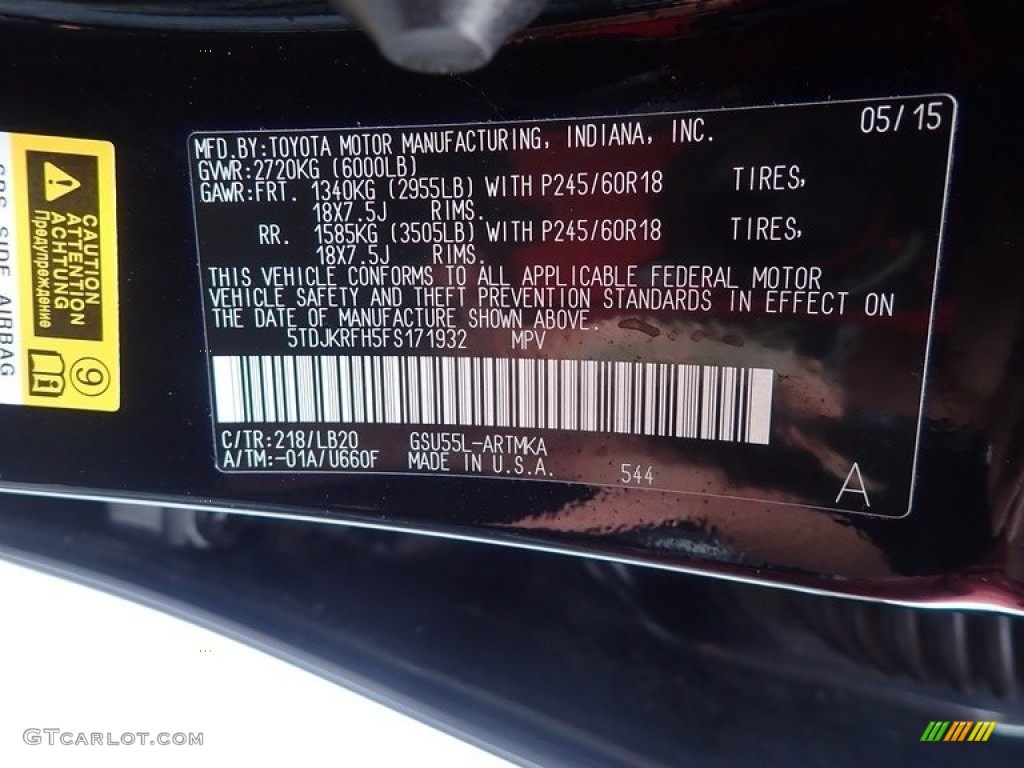 05/15
MFD.BY:TOYOTA MOTOR MANUFACTURING, INDIANA, INC.
GVWR:2720KG (6000LB)
GAWR:FRT. 1340KG (2955LB) WITH P245/60R18 TIRES,
18X7.5J RIMS.
RR. 1585KG (3505LB) WITH P245/60R18 TIRES,
18X7.5J RIMS.
THIS VEHICLE CONFORMS TO ALL APPLICABLE FEDERAL MOTOR
VEHICLE SAFETY AND THEFT PREVENTION STANDARDS IN EFFECT ON
THE DATE OF MANUFACTURE SHOWN ABOVE.
5TDJKRFH5FS171932 MPV
C/TR:218/LB20 GSU55L-ARTMKA
A/TM:-01A/U660F MADE IN U.S.A. 544
A
CAUTION
ATTENTION
ACHTUNG
Предупреждение
9
SRS SIDE AIRBAG
GTCarLot.com